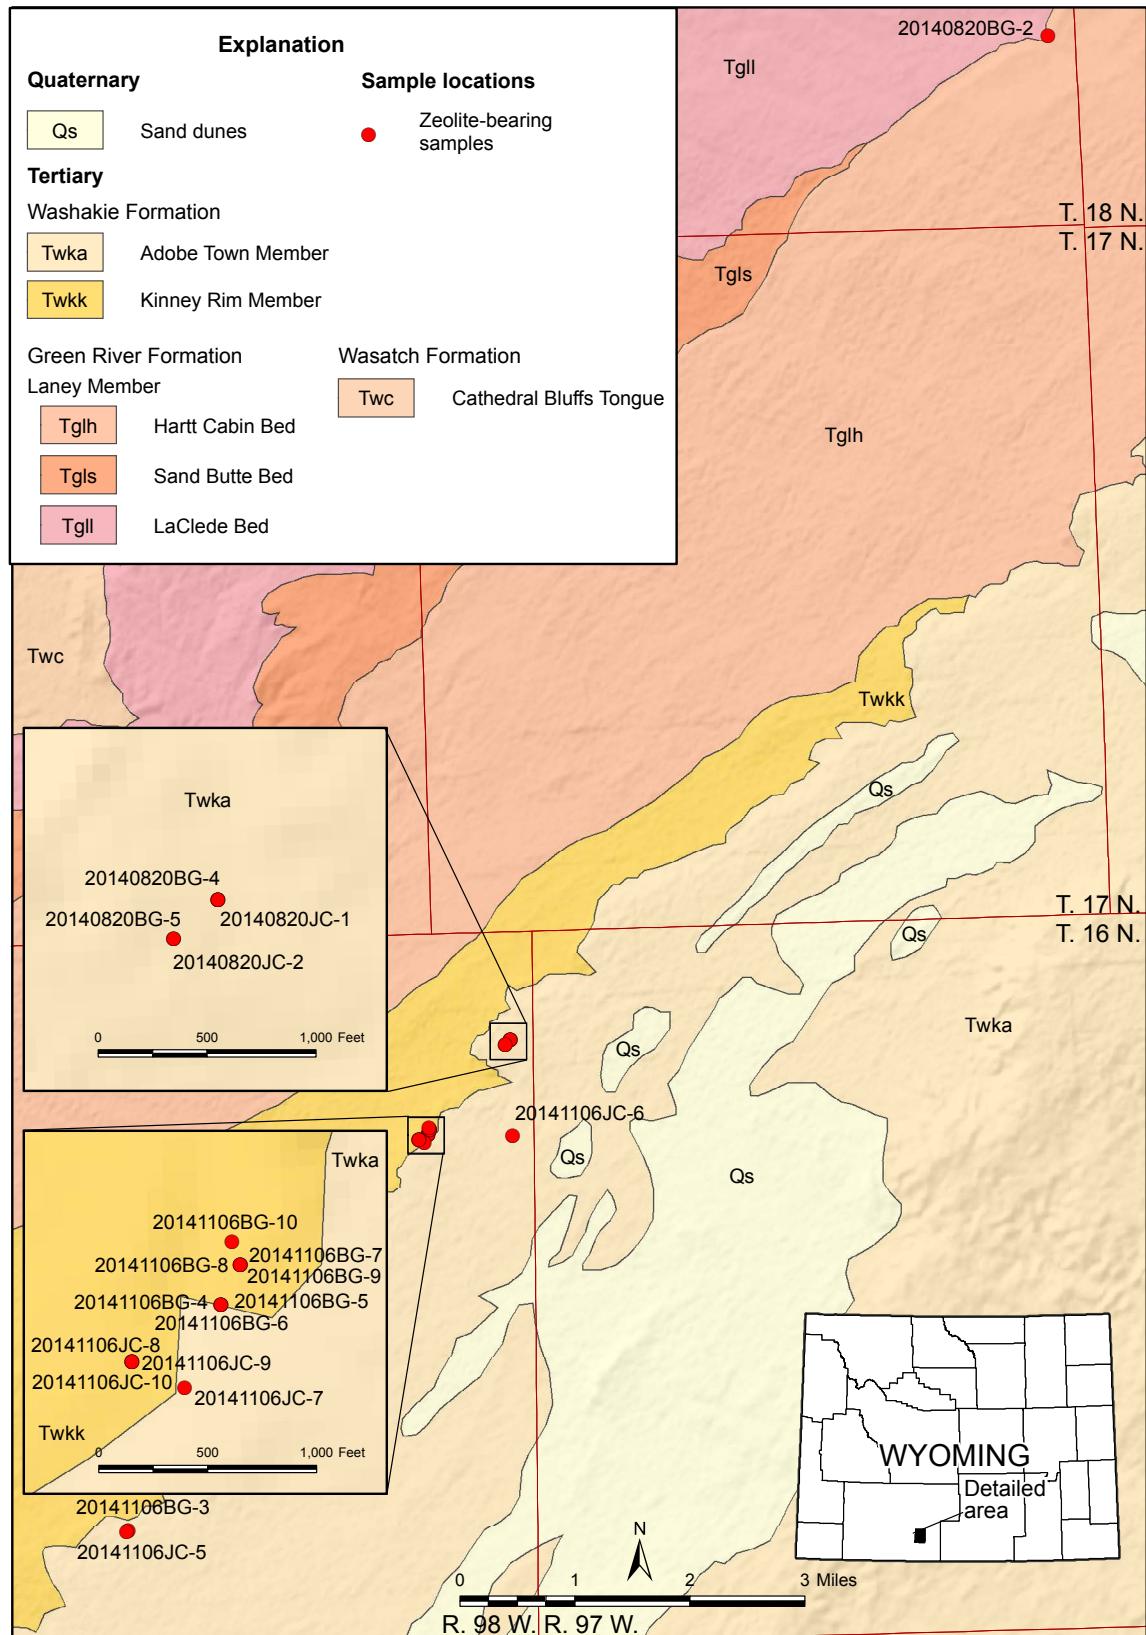 Explanation
Quaternary
Qs Sand dunes
Sample locations
Zeolite-bearing
samples
Tertiary
Washakie Formation
Twka Adobe Town Member
Twkk Kinney Rim Member
Green River Formation
Laney Member
Tglh Hartt Cabin Bed
Tgls Sand Butte Bed
Tgll LaClede Bed
Wasatch Formation
Twc Cathedral Bluffs Tongue
20140820BG-2
Tgll
T. 18 N.
T. 17 N.
Tgls
Tglh
Twc
Twkk
Qs
Twka
20140820BG-4
20140820BG-5
20140820JC-1
20140820JC-2
0 500 1,000 Feet
T. 17 N.
T. 16 N.
Qs
Twka
Qs
20141106JC-6
Qs
Qs
Twka
20141106BG-10
20141106BG-7
20141106BG-8
20141106BG-9
20141106BG-4
20141106BG-5
20141106BG-6
20141106JC-8
20141106JC-9
20141106JC-10
20141106JC-7
Twkk
0 500 1,000 Feet
20141106BG-3
20141106JC-5
WYOMING
Detailed
area
N
0 1 2 3 Miles
R. 98 W. R. 97 W.